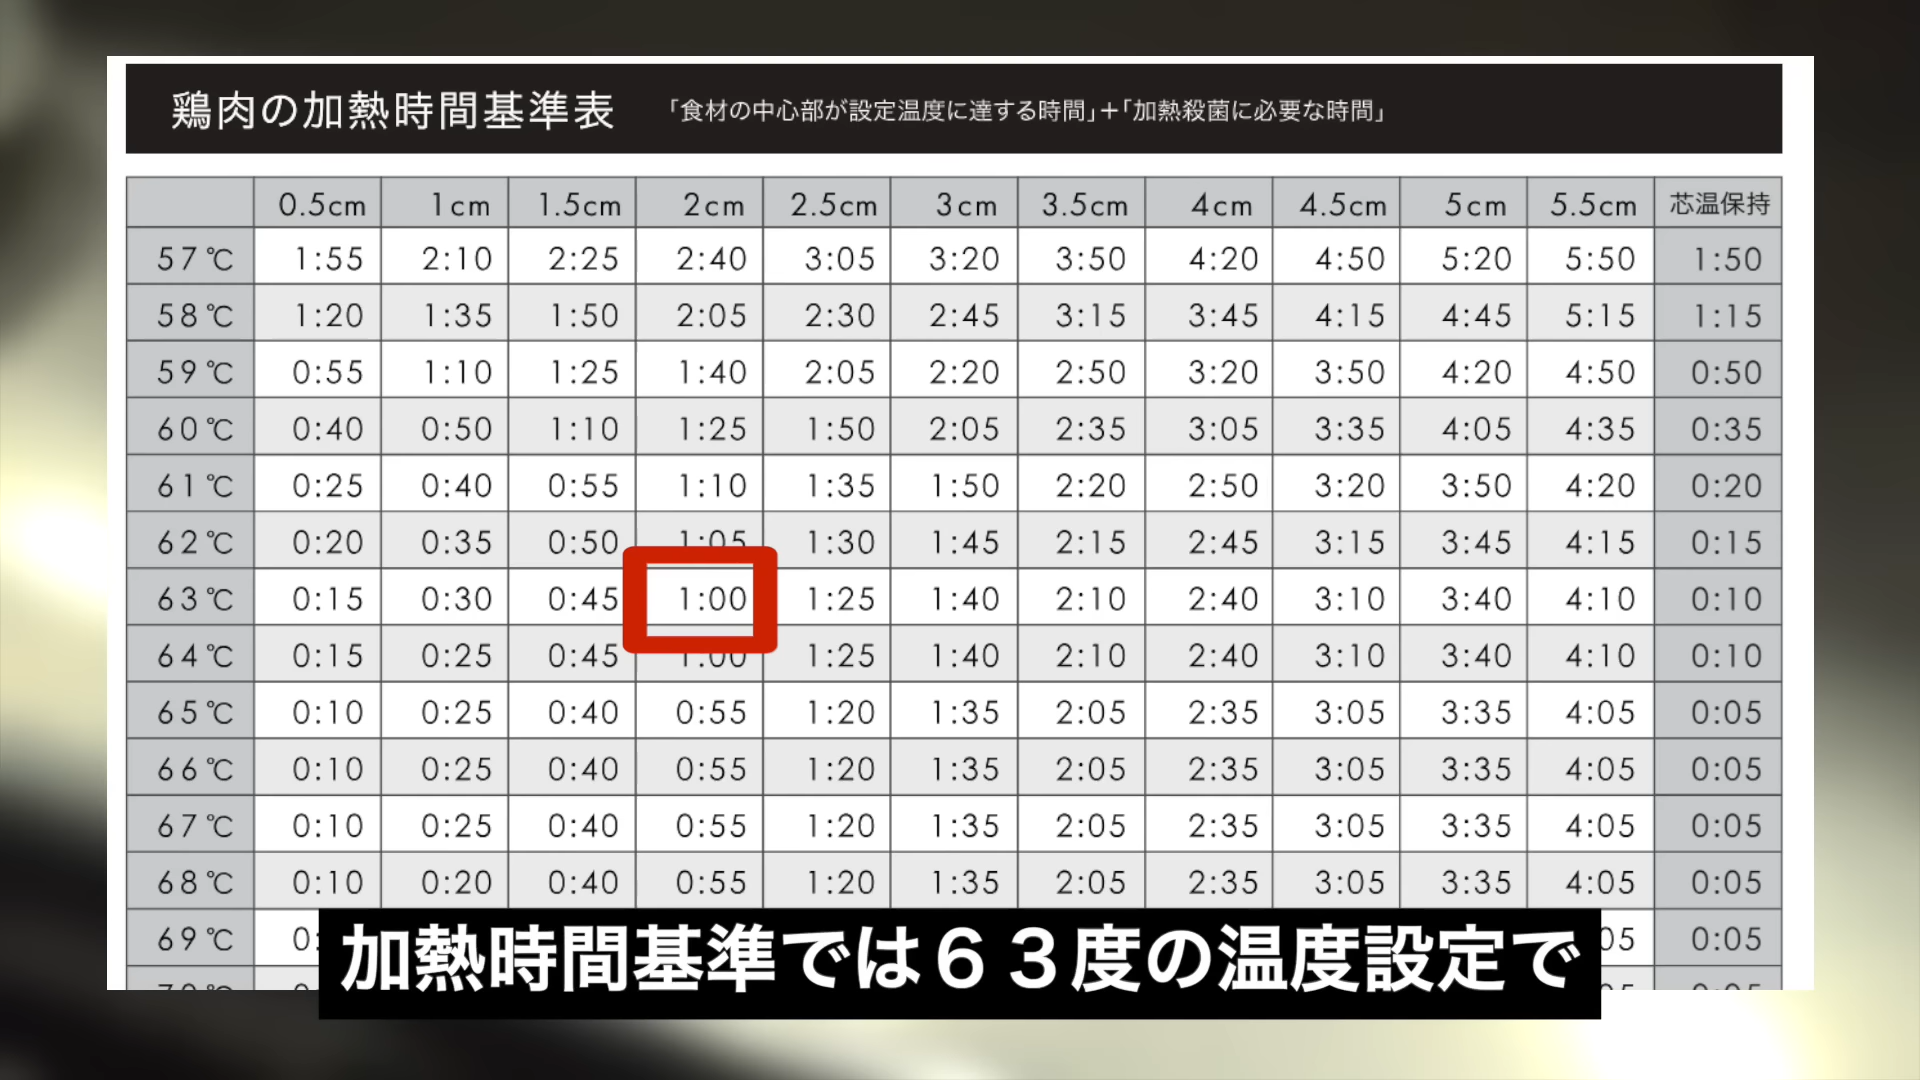 鶏肉の加熱時間基準表 「食材の中心部が設定温度に達する時間」+「加熱殺菌に必要な時間」
0.5cm 1cm 1.5cm 2cm 2.5cm 3cm 3.5cm 4cm 4.5cm 5cm 5.5cm 芯温保持
57℃ 1:55 2:10 2:25 2:40 3:05 3:20 3:50 4:20 4:50 5:20 5:50 1:50
58℃ 1:20 1:35 1:50 2:05 2:30 2:45 3:15 3:45 4:15 4:45 5:15 1:15
59℃ 0:55 1:10 1:25 1:40 2:05 2:20 2:50 3:20 3:50 4:20 4:50 0:50
60℃ 0:40 0:50 1:10 1:25 1:50 2:05 2:35 3:05 3:35 4:05 4:35 0:35
61℃ 0:25 0:40 0:55 1:10 1:35 1:50 2:20 2:50 3:20 3:50 4:20 0:20
62℃ 0:20 0:35 0:50 1:05 1:30 1:45 2:15 2:45 3:15 3:45 4:15 0:15
63℃ 0:15 0:30 0:45 1:00 1:25 1:40 2:10 2:40 3:10 3:40 4:10 0:10
64℃ 0:15 0:25 0:45 1:00 1:25 1:40 2:10 2:40 3:10 3:40 4:10 0:10
65℃ 0:10 0:25 0:40 0:55 1:20 1:35 2:05 2:35 3:05 3:35 4:05 0:05
66℃ 0:10 0:25 0:40 0:55 1:20 1:35 2:05 2:35 3:05 3:35 4:05 0:05
67℃ 0:10 0:25 0:40 0:55 1:20 1:35 2:05 2:35 3:05 3:35 4:05 0:05
68℃ 0:10 0:20 0:40 0:55 1:20 1:35 2:05 2:35 3:05 3:35 4:05 0:05
69℃ 0:05
加熱時間基準では63度の温度設定で